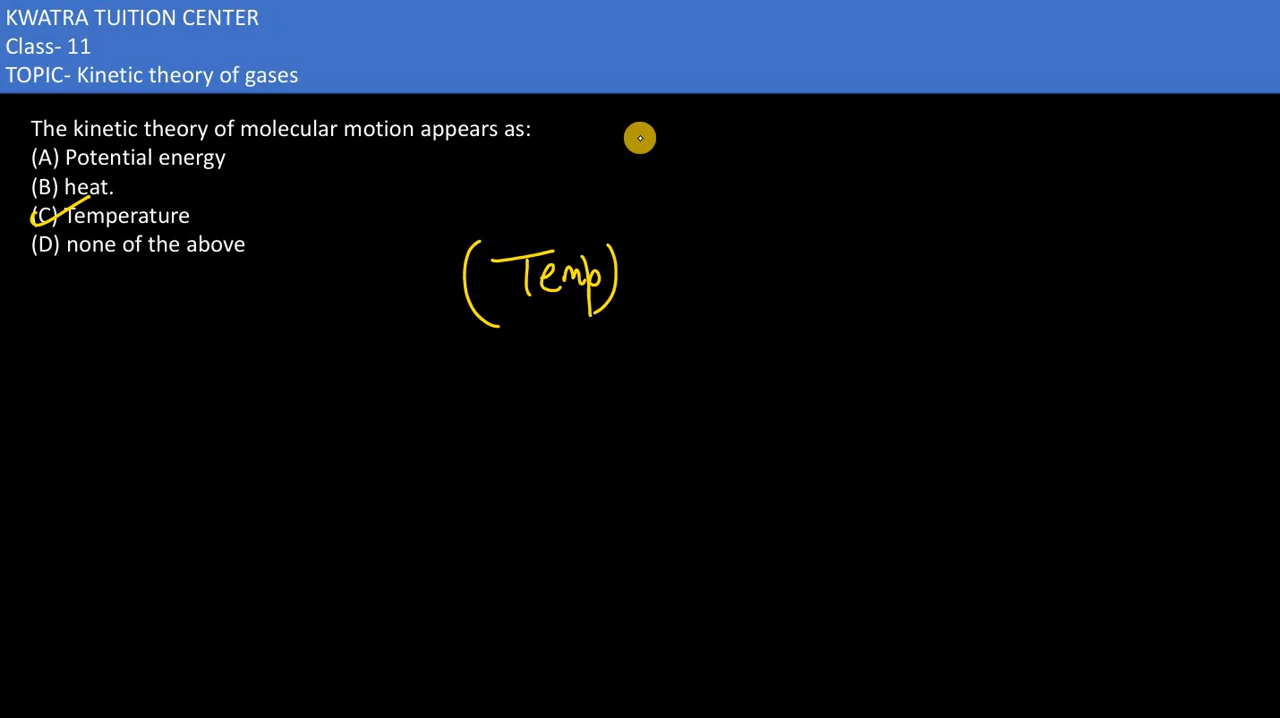 KWATRA TUITION CENTER
Class- 11
TOPIC- Kinetic theory of gases
The kinetic theory of molecular motion appears as:
(A) Potential energy
(B) heat.
(C) Temperature
(D) none of the above
(Temp)